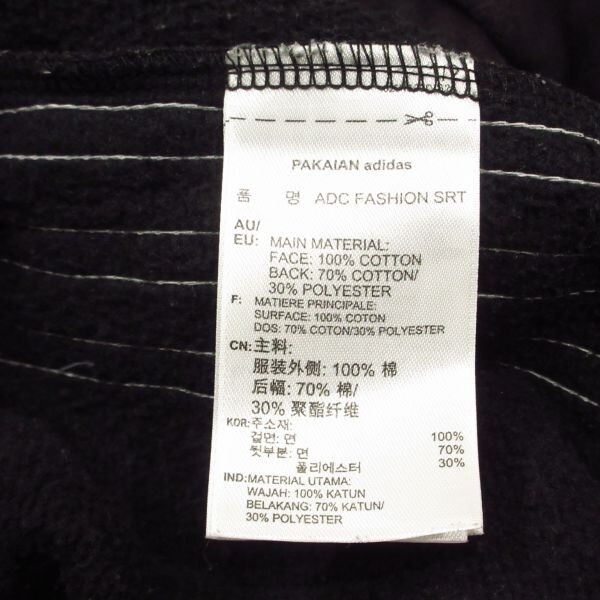 PAKAIAN adidas
품 명 ADC FASHION SRT
AU/
EU: MAIN MATERIAL:
FACE: 100% COTTON
BACK: 70% COTTON/
30% POLYESTER
F: MATIERE PRINCIPALE:
SURFACE: 100% COTON
DOS: 70% COTON/30% POLYESTER
CN: 主料:
服装外侧: 100% 棉
后幅: 70% 棉/
30% 聚酯纤维
KOR: 주소재:
겉면: 면 100%
뒷부분: 면 70%
폴리에스터 30%
IND: MATERIAL UTAMA:
WAJAH: 100% KATUN
BELAKANG: 70% KATUN/
30% POLYESTER